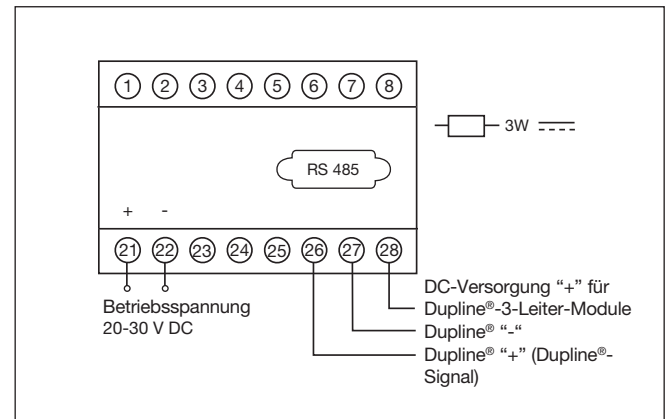 1 2 3 4 5 6 7 8
3W
RS 485
+ -
21 22 23 24 25 26 27 28
Betriebsspannung
20-30 V DC
DC-Versorgung “+” für
Dupline®-3-Leiter-Module
Dupline® “-“
Dupline® “+” (Dupline®-
Signal)